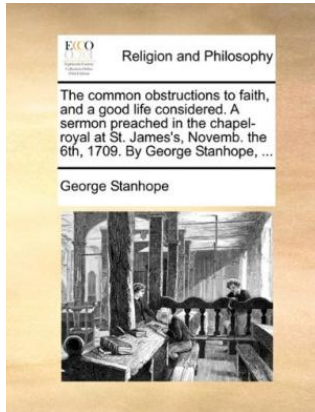 ECCO
Religion and Philosophy
The common obstructions to faith,
and a good life considered. A
sermon preached in the chapel-
royal at St. James's, Novemb. the
6th, 1709. By George Stanhope, ...
George Stanhope